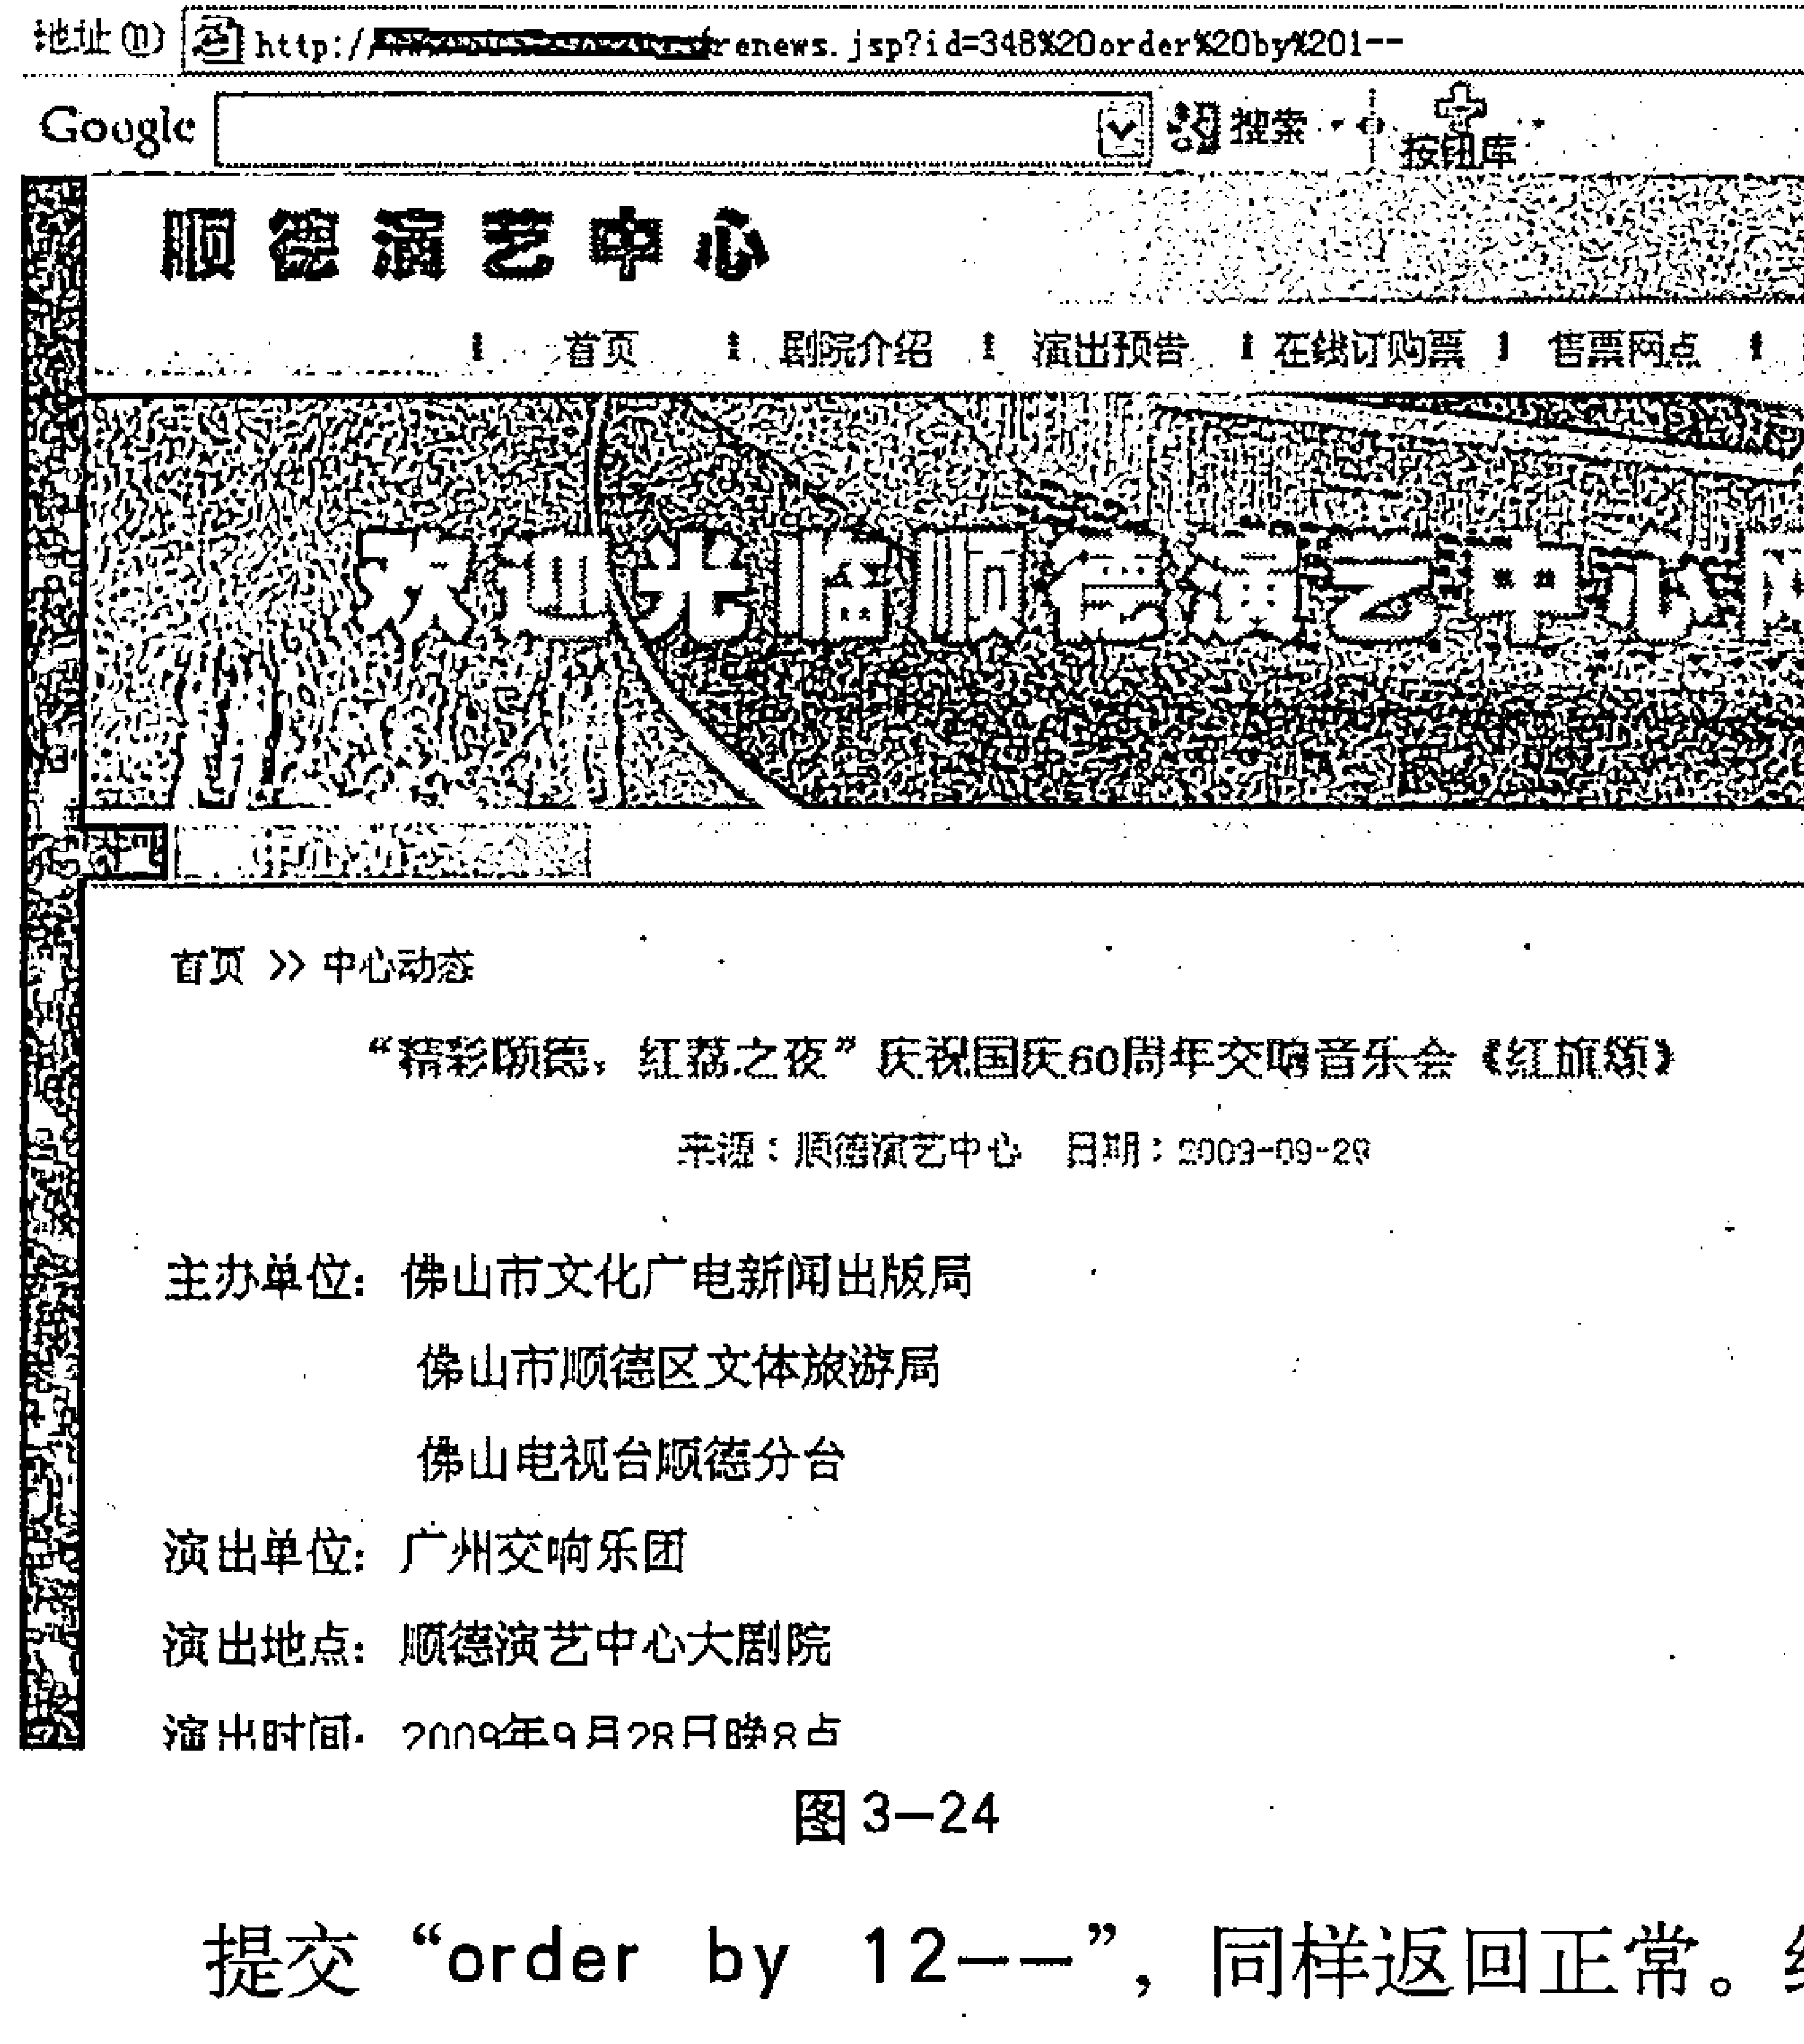 地址(D) http://renews.jsp?id=348%20order%20by%201--
Google 搜索 按钮库
顺德演艺中心
首页 剧院介绍 演出预告 在线订购票 售票网点
欢迎光临顺德演艺中心网
中心动态
首页 >> 中心动态
“精彩顺德，红荔之夜”庆祝国庆60周年交响音乐会《红旗颂》
来源：顺德演艺中心 日期：2009-09-29
主办单位：佛山市文化广电新闻出版局
佛山市顺德区文体旅游局
佛山电视台顺德分台
演出单位：广州交响乐团
演出地点：顺德演艺中心大剧院
演出时间：2009年9月28日晚8点
图3-24
提交“order by 12--”，同样返回正常。